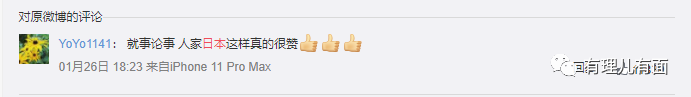 对原微博的评论
YoYo1141： 就事论事 人家日本这样真的很赞
01月26日 18:23 来自iPhone 11 Pro Max
有理儿有面